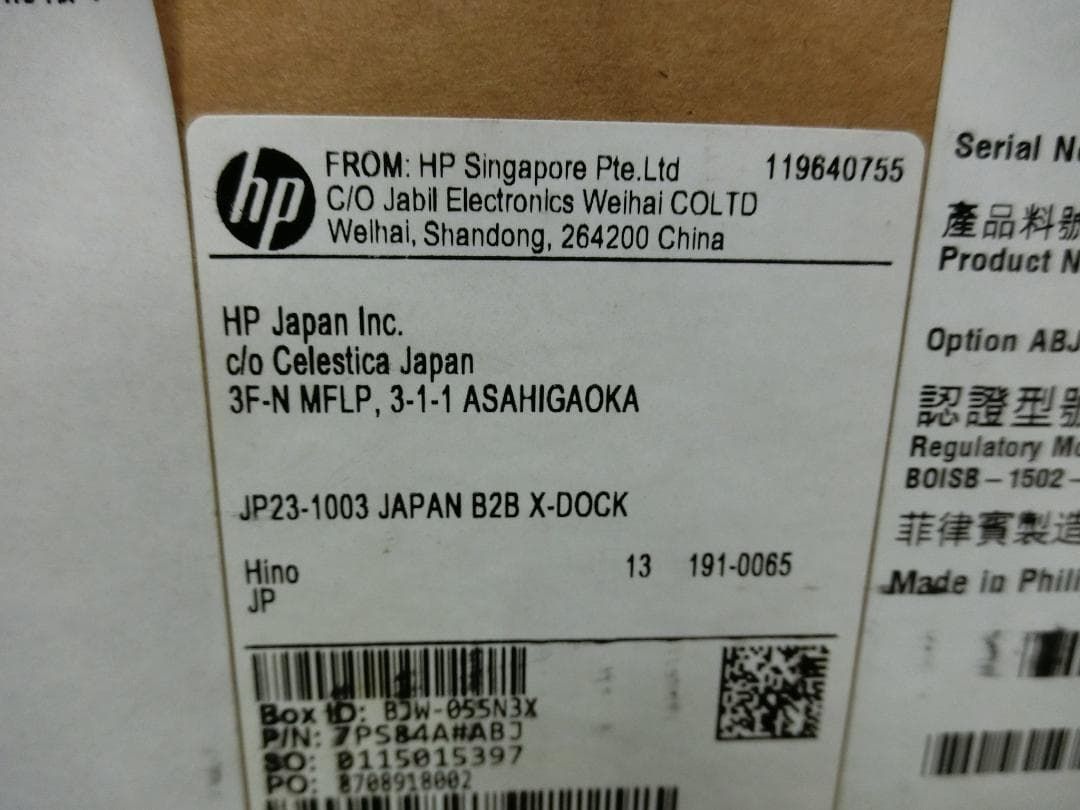 hp
FROM: HP Singapore Pte.Ltd 119640755
C/O Jabil Electronics Weihai COLTD
Weihai, Shandong, 264200 China
HP Japan Inc.
c/o Celestica Japan
3F-N MFLP, 3-1-1 ASAHIGAOKA
JP23-1003 JAPAN B2B X-DOCK
Hino 13 191-0065
JP
Box ID: BJW-055N3X
P/N: 7PS84A#ABJ
SO: 0115015397
PO: 8708918002
Serial
產品料號
Product
Option ABJ
認證型號
Regulatory
BOISB-1502-
菲律賓製造
Made in